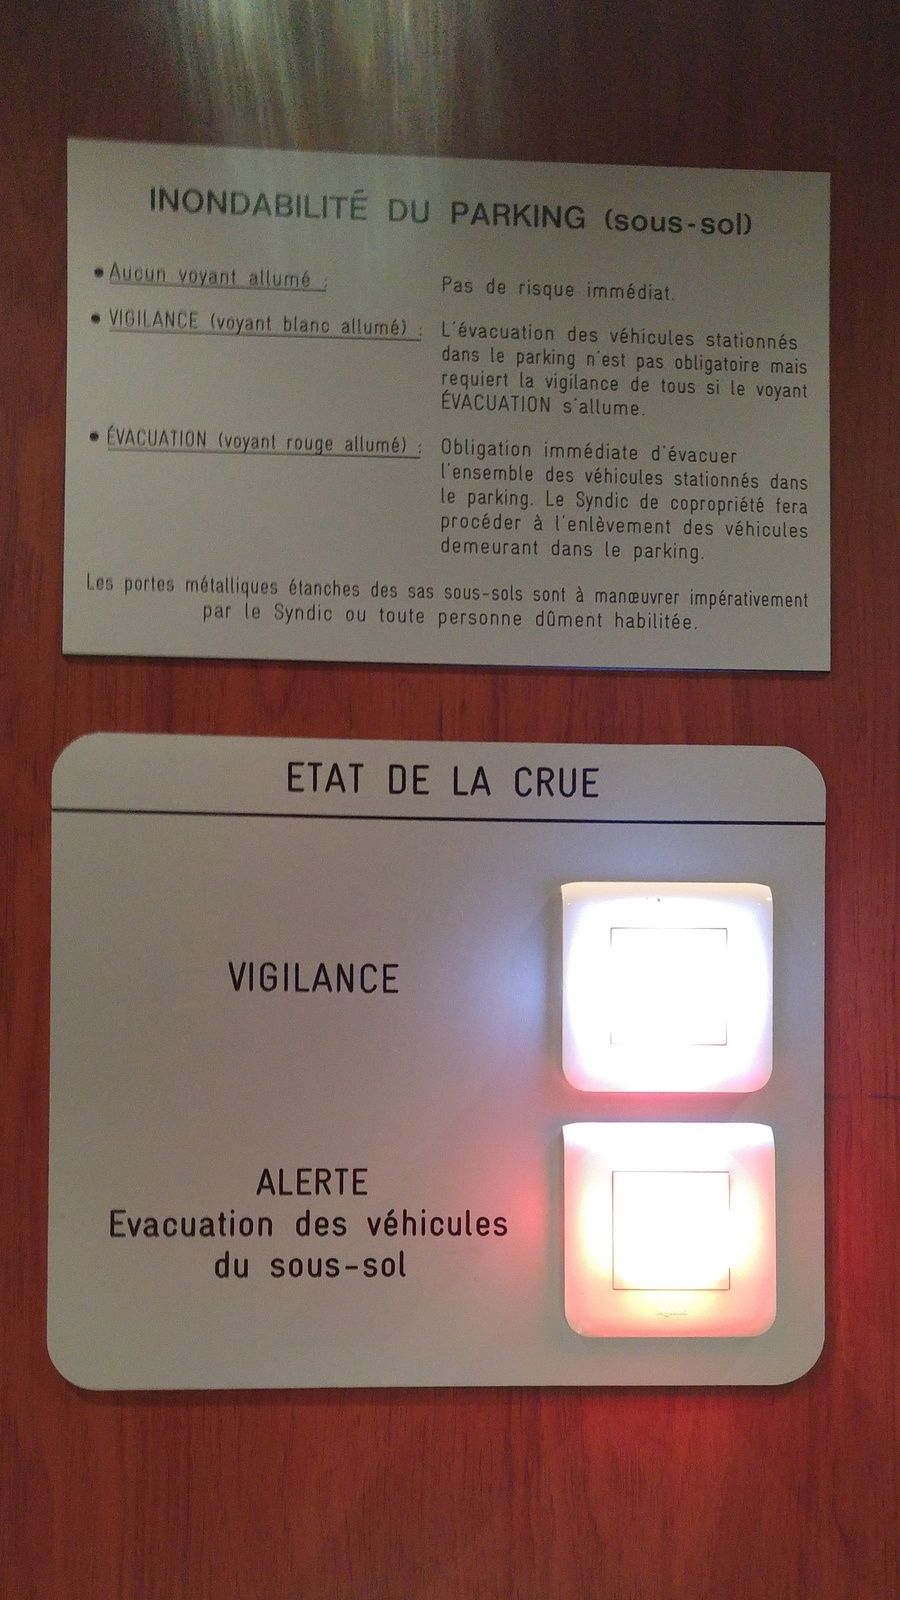 INONDABILITÉ DU PARKING (sous-sol)
• Aucun voyant allumé : Pas de risque immédiat.
• VIGILANCE (voyant blanc allumé) : L'évacuation des véhicules stationnés
dans le parking n'est pas obligatoire mais
requiert la vigilance de tous si le voyant
ÉVACUATION s'allume.
• ÉVACUATION (voyant rouge allumé) : Obligation immédiate d'évacuer
l'ensemble des véhicules stationnés dans
le parking. Le Syndic de copropriété fera
procéder à l'enlèvement des véhicules
demeurant dans le parking.
Les portes métalliques étanches des sas sous-sols sont à manœuvrer impérativement
par le Syndic ou toute personne dûment habilitée.
ETAT DE LA CRUE
VIGILANCE
ALERTE
Evacuation des véhicules
du sous-sol